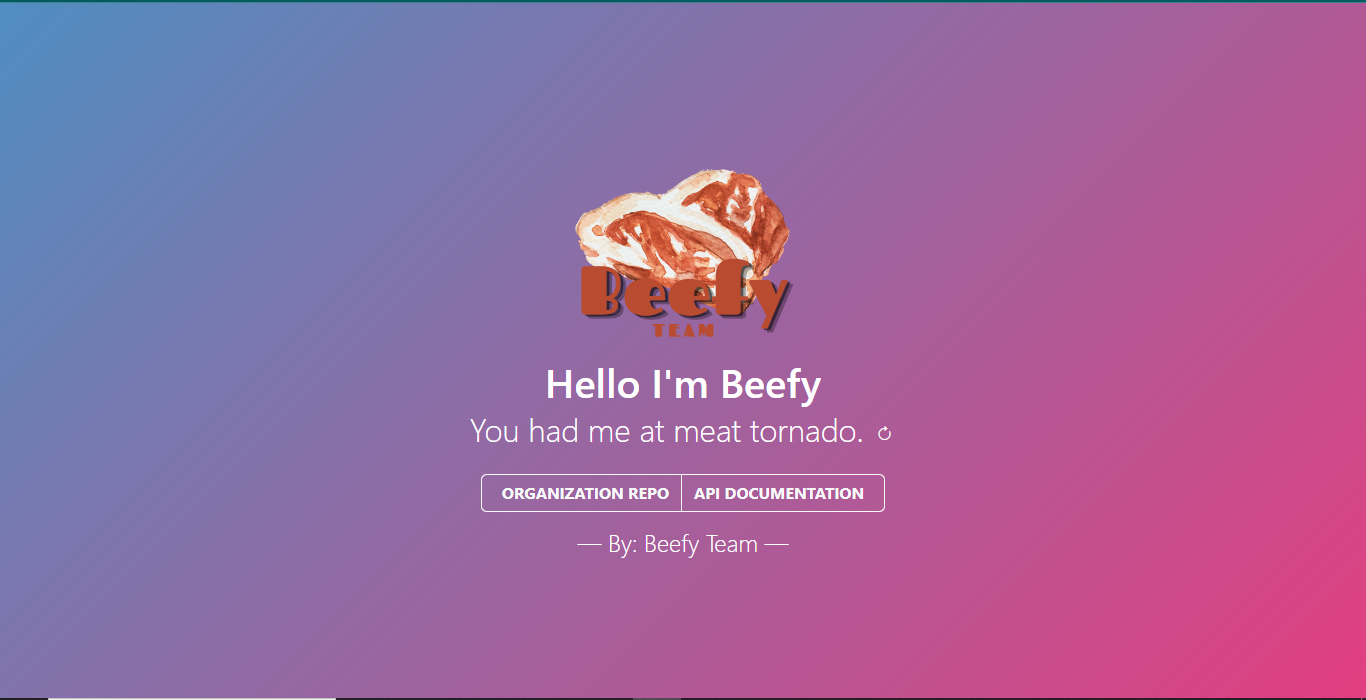 Beefy
TEAM
Hello I'm Beefy
You had me at meat tornado.
ORGANIZATION REPO API DOCUMENTATION
— By: Beefy Team —